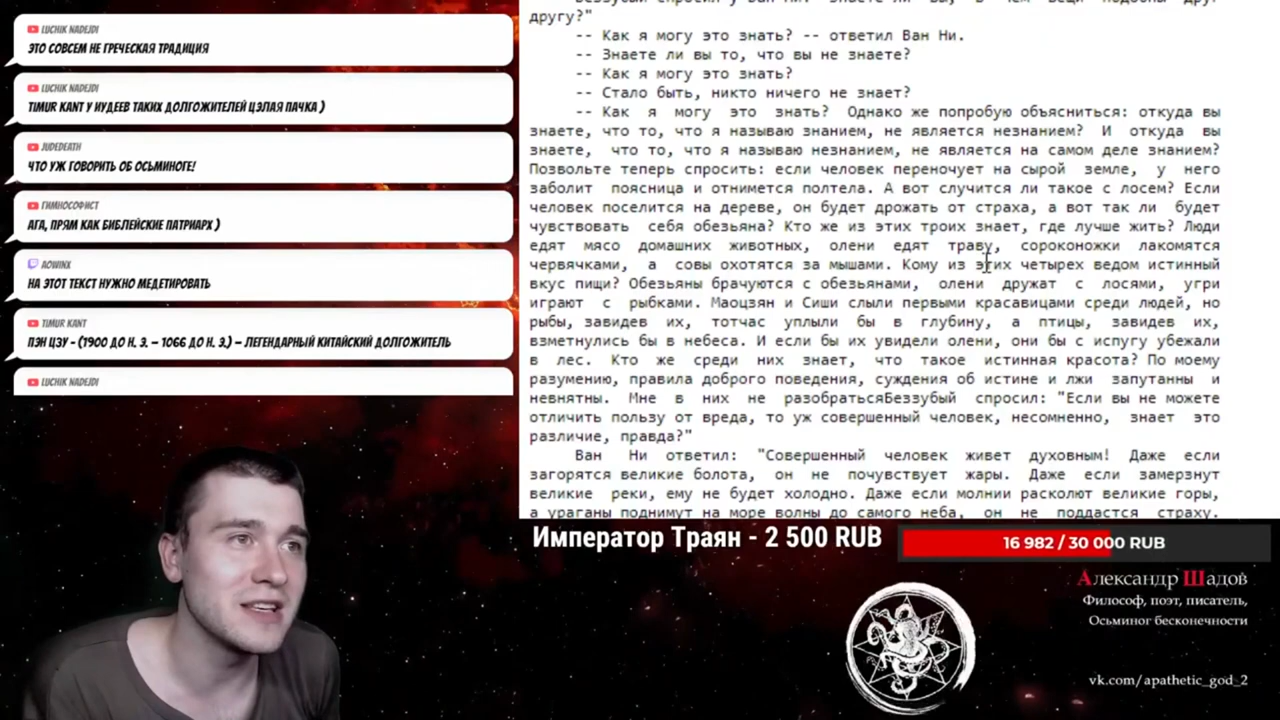 LUCHIK NADEJDI
ЭТО СОВСЕМ НЕ ГРЕЧЕСКАЯ ТРАДИЦИЯ
LUCHIK NADEJDI
TIMUR KANT У ИУДЕЕВ ТАКИХ ДОЛГОЖИТЕЛЕЙ ЦЭЛАЯ ПАЧКА )
JUDEDEATH
ЧТО УЖ ГОВОРИТЬ ОБ ОСЬМИНОГЕ!
ГИМНОСОФИСТ
АГА, ПРЯМ КАК БИБЛЕЙСКИЕ ПАТРИАРХ )
AOWINX
НА ЭТОТ ТЕКСТ НУЖНО МЕДЕТИРОВАТЬ
TIMUR KANT
ПЭН ЦЗУ - (1900 ДО Н. Э. – 1066 ДО Н. Э.) – ЛЕГЕНДАРНЫЙ КИТАЙСКИЙ ДОЛГОЖИТЕЛЬ
LUCHIK NADEJDI
другу?"
-- Как я могу это знать? -- ответил Ван Ни.
-- Знаете ли вы то, что вы не знаете?
-- Как я могу это знать?
-- Стало быть, никто ничего не знает?
-- Как я могу это знать? Однако же попробую объясниться: откуда вы
знаете, что то, что я называю знанием, не является незнанием? И откуда вы
знаете, что то, что я называю незнанием, не является на самом деле знанием?
Позвольте теперь спросить: если человек переночует на сырой земле, у него
заболит поясница и отнимется полтела. А вот случится ли такое с лосем? Если
человек поселится на дереве, он будет дрожать от страха, а вот так ли будет
чувствовать себя обезьяна? Кто же из этих троих знает, где лучше жить? Люди
едят мясо домашних животных, олени едят траву, сороконожки лакомятся
червячками, а совы охотятся за мышами. Кому из этих четырех ведом истинный
вкус пищи? Обезьяны брачуются с обезьянами, олени дружат с лосями, угри
играют с рыбками. Маоцзян и Сиши слыли первыми красавицами среди людей, но
рыбы, завидев их, тотчас уплыли бы в глубину, а птицы, завидев их,
взметнулись бы в небеса. И если бы их увидели олени, они бы с испугу убежали
в лес. Кто же среди них знает, что такое истинная красота? По моему
разумению, правила доброго поведения, суждения об истине и лжи запутанны и
невнятны. Мне в них не разобратьсяБеззубый спросил: "Если вы не можете
отличить пользу от вреда, то уж совершенный человек, несомненно, знает это
различие, правда?"
Ван Ни ответил: "Совершенный человек живет духовным! Даже если
загорятся великие болота, он не почувствует жары. Даже если замерзнут
великие реки, ему не будет холодно. Даже если молнии расколют великие горы,
а ураганы поднимут на море волны до самого неба, он не поддастся страху.
Император Траян - 2 500 RUB
16 982 / 30 000 RUB
Александр Шадов
Философ, поэт, писатель,
Осьминог бесконечности
vk.com/apathetic_god_2